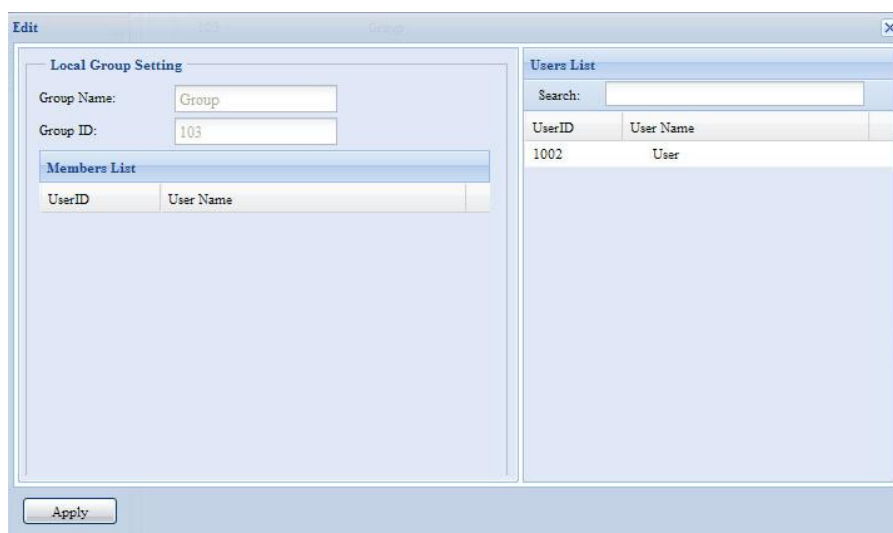 Edit
Local Group Setting
Group Name: Group
Group ID: 103
Members List
UserID User Name
Users List
Search:
UserID User Name
1002 User
Apply